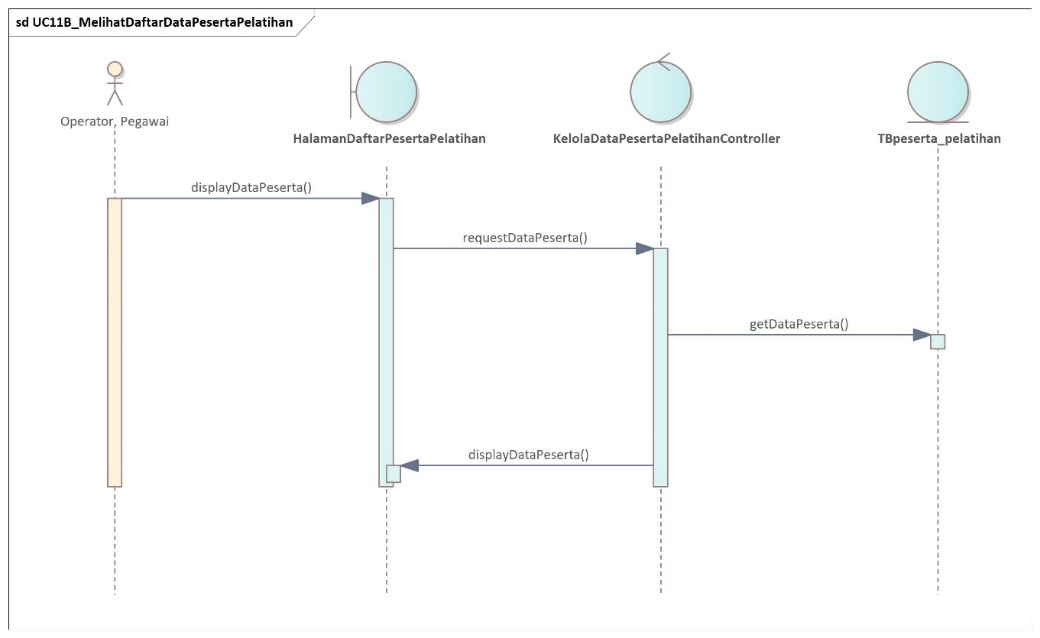 sd UC11B_MelihatDaftarDataPesertaPelatihan
Operator, Pegawai
HalamanDaftarPesertaPelatihan
KelolaDataPesertaPelatihanController
TBpeserta_pelatihan
displayDataPeserta()
requestDataPeserta()
getDataPeserta()
displayDataPeserta()